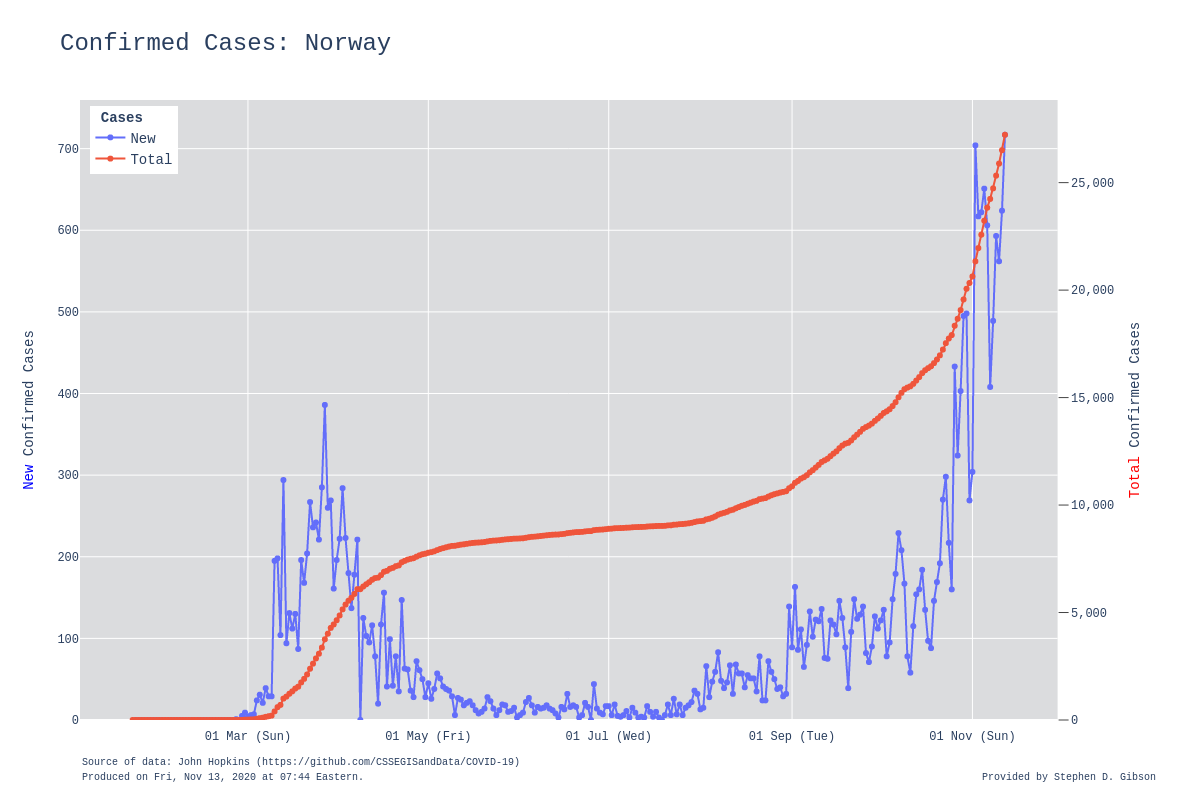 Confirmed Cases: Norway
Cases
New
Total
700
600
500
400
300
200
100
0
25,000
20,000
15,000
10,000
5,000
0
New Confirmed Cases
Total Confirmed Cases
01 Mar (Sun)
01 May (Fri)
01 Jul (Wed)
01 Sep (Tue)
01 Nov (Sun)
Source of data: John Hopkins (https://github.com/CSSEGISandData/COVID-19)
Produced on Fri, Nov 13, 2020 at 07:44 Eastern.
Provided by Stephen D. Gibson